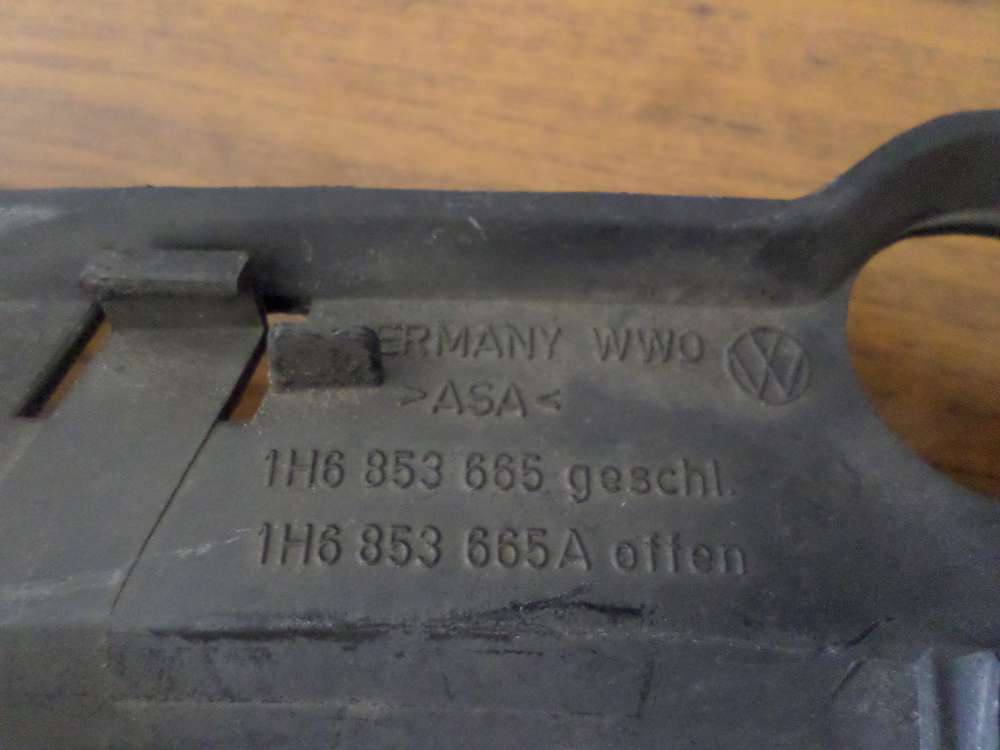 ERMANY WWO
>ASA<
1H6 853 665 geschl.
1H6 853 665A offen